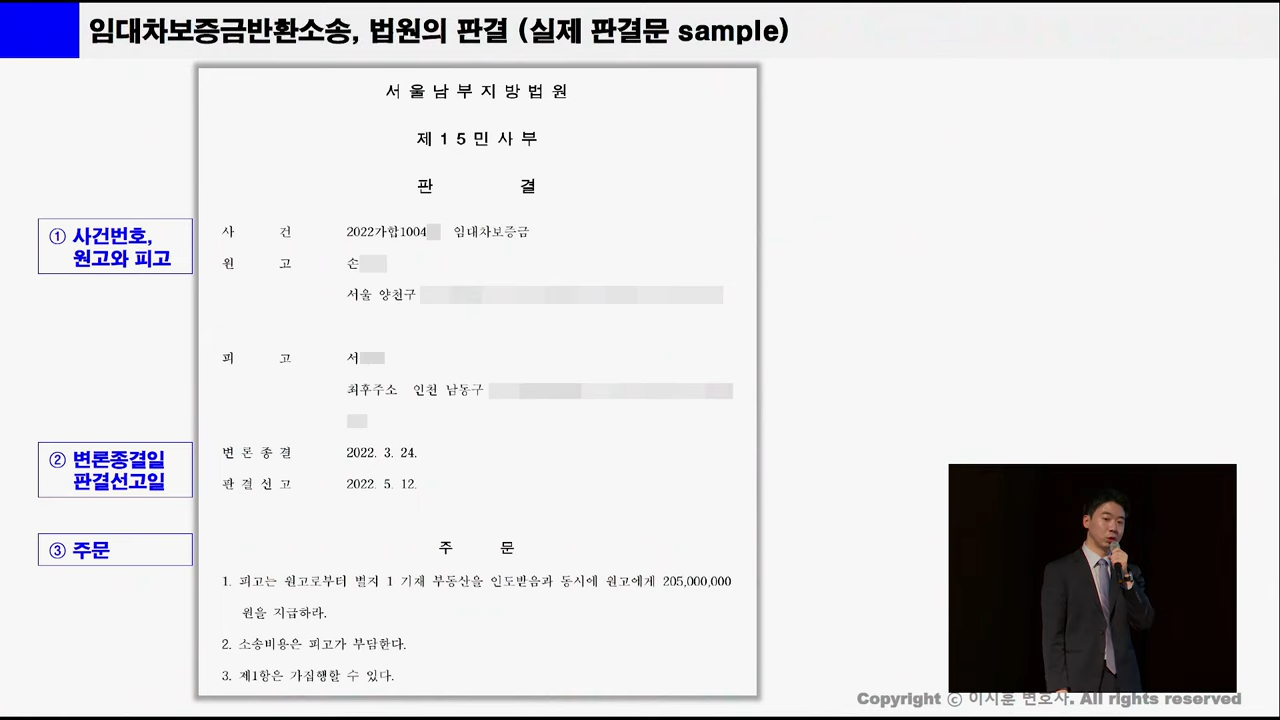 임대차보증금반환소송, 법원의 판결 (실제 판결문 sample)
서 울 남 부 지 방 법 원
제 1 5 민 사 부
판 결
① 사건번호,
원고와 피고
사 건 2022가합1004 임대차보증금
원 고 손
서울 양천구
피 고 서
최후주소 인천 남동구
② 변론종결일
판결선고일
변 론 종 결 2022. 3. 24.
판 결 선 고 2022. 5. 12.
③ 주문
주 문
1. 피고는 원고로부터 별지 1 기재 부동산을 인도받음과 동시에 원고에게 205,000,000
원을 지급하라.
2. 소송비용은 피고가 부담한다.
3. 제1항은 가집행할 수 있다.
Copyright ⓒ 이시훈 변호사. All rights reserved